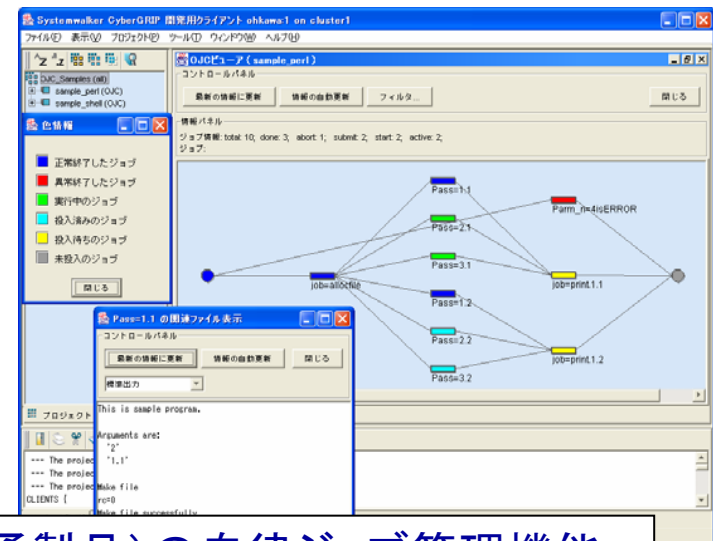 Systemwalker CyberGRIP 開発用クライアント ohkawa:1 on cluster1
ファイル(F) 表示(V) プロジェクト(P) ツール(T) ウィンドウ(W) ヘルプ(H)
OJC_Samples (all)
sample_perl (OJC)
sample_shell (OJC)
OJCビューア ( sample_perl )
コントロールパネル
最新の情報に更新 情報の自動更新 フィルタ... 閉じる
情報パネル
ジョブ情報: total: 10; done: 3; abort: 1; submit: 2; start: 2; active: 2;
ジョブ:
色情報
正常終了したジョブ
異常終了したジョブ
実行中のジョブ
投入済みのジョブ
投入待ちのジョブ
未投入のジョブ
閉じる
Pass=1.1
Parm_n=4isERROR
Pass=2.1
Pass=3.1
job=allocfile
job=print.1.1
Pass=1.2
Pass=2.2
job=print.1.2
Pass=3.2
Pass=1.1 の関連ファイル表示
コントロールパネル
最新の情報に更新 情報の自動更新 閉じる
標準出力
This is sample program.
Arguments are:
"2"
"1.1"
Make file
rc=0
Make file successfully
プロジェクト
--- The projec
--- The projec
--- The projec
CLIENTS {